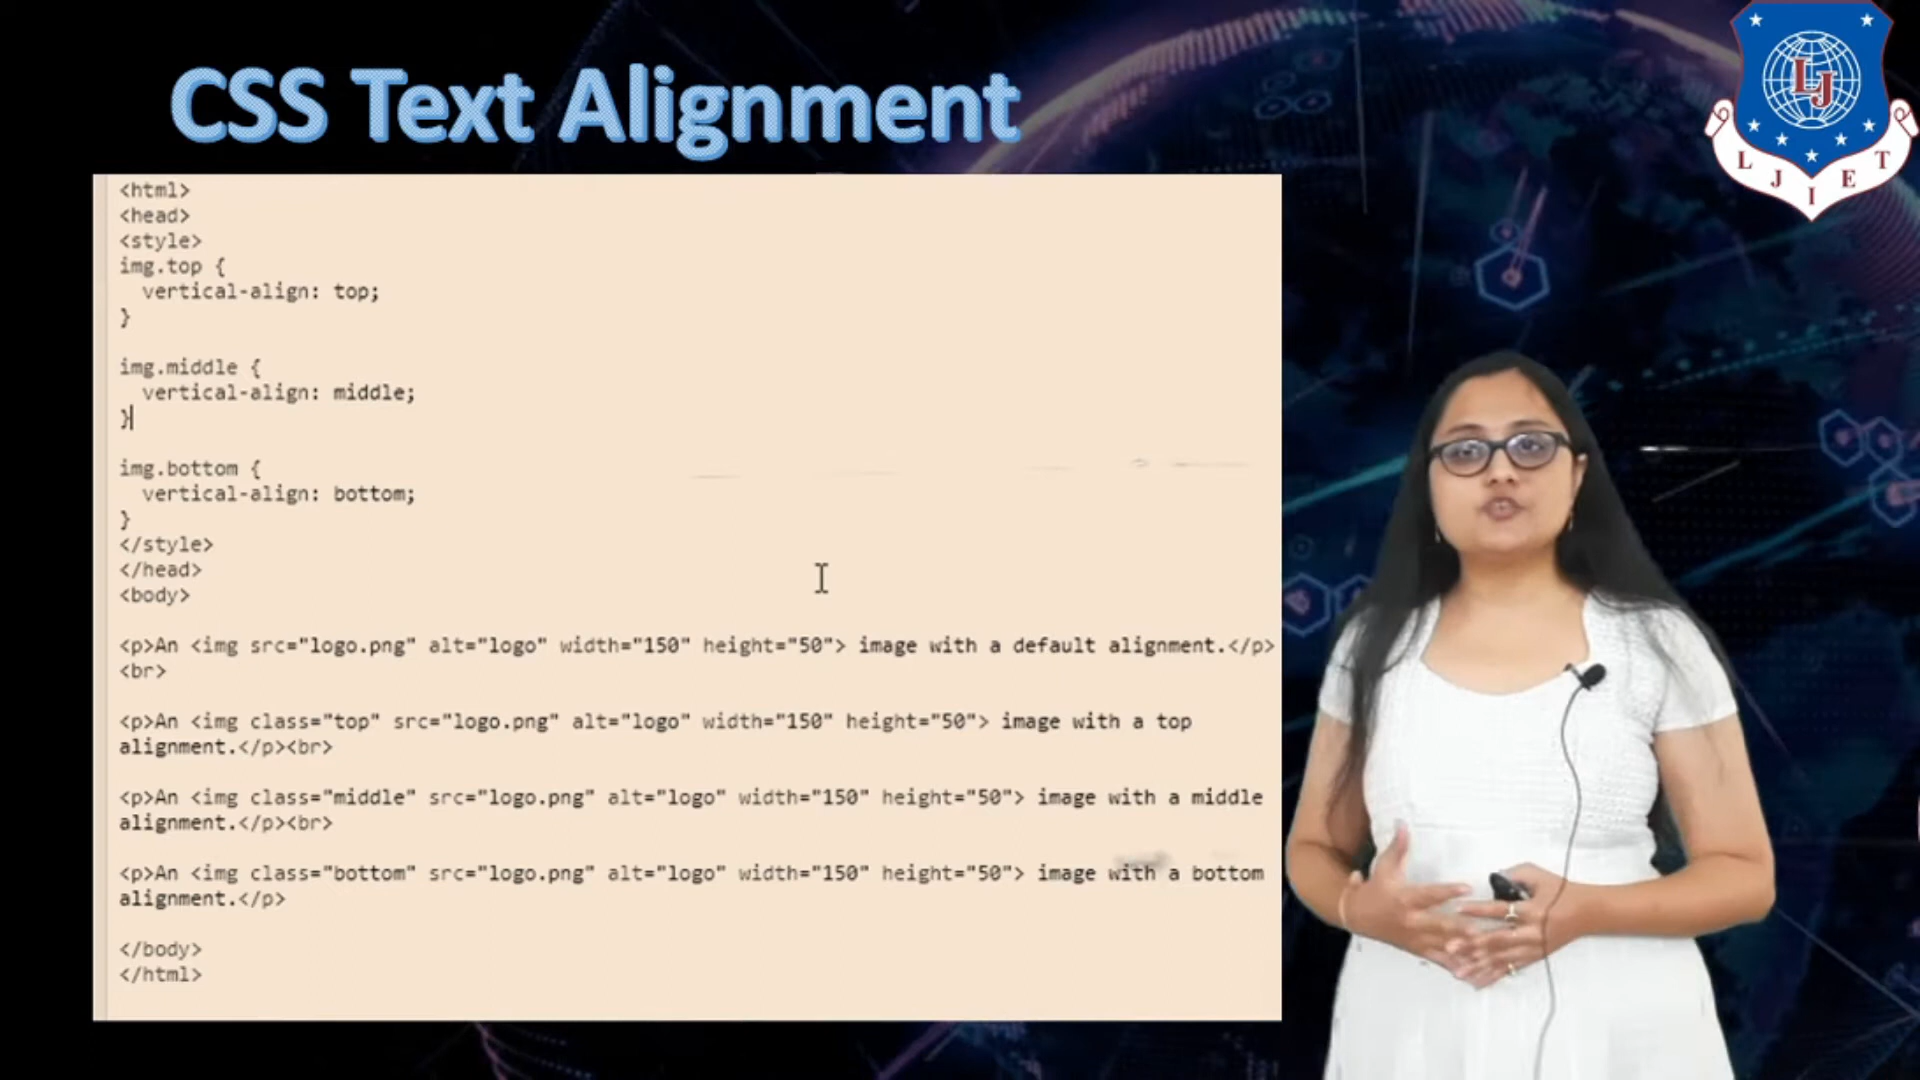 CSS Text Alignment
LJ
L J I E T
<html>
<head>
<style>
img.top {
  vertical-align: top;
}

img.middle {
  vertical-align: middle;
}

img.bottom {
  vertical-align: bottom;
}
</style>
</head>
<body>

<p>An <img src="logo.png" alt="logo" width="150" height="50"> image with a default alignment.</p>
<br>

<p>An <img class="top" src="logo.png" alt="logo" width="150" height="50"> image with a top
alignment.</p><br>

<p>An <img class="middle" src="logo.png" alt="logo" width="150" height="50"> image with a middle
alignment.</p><br>

<p>An <img class="bottom" src="logo.png" alt="logo" width="150" height="50"> image with a bottom
alignment.</p>

</body>
</html>